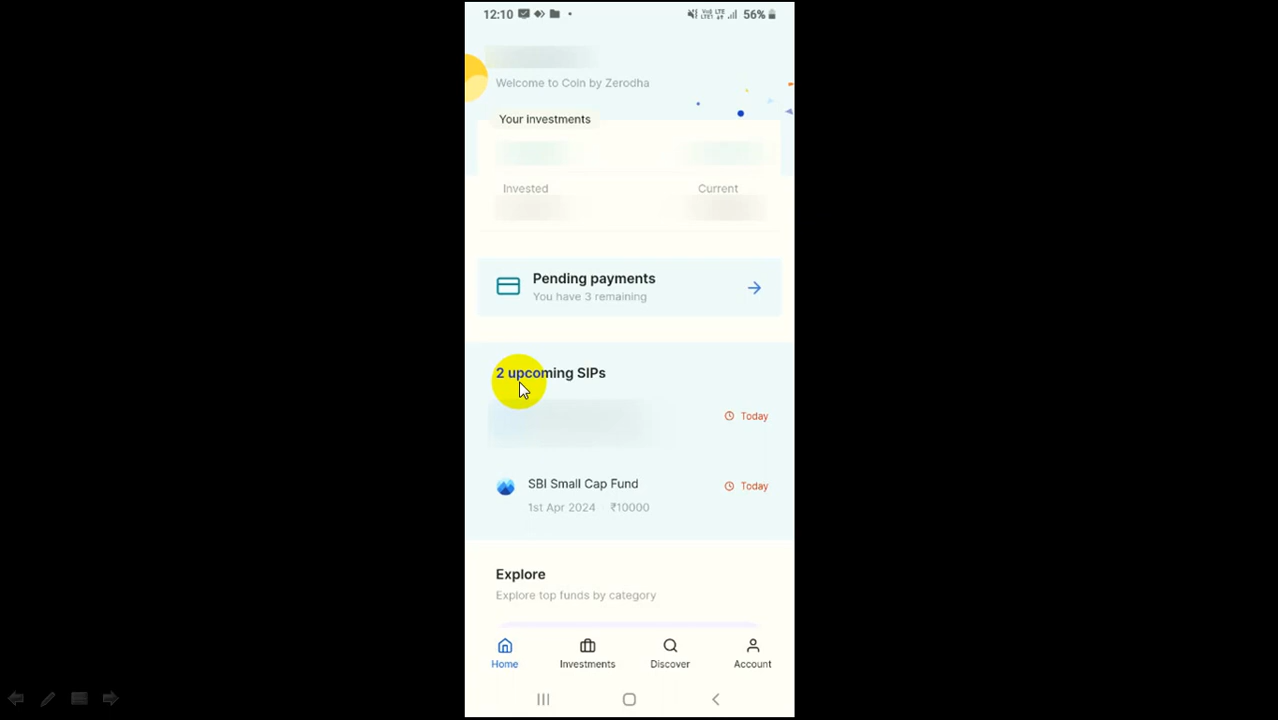 12:10
56%
Welcome to Coin by Zerodha
Your investments
Invested Current
Pending payments
You have 3 remaining
2 upcoming SIPs
Today
SBI Small Cap Fund
Today
1st Apr 2024 · ₹10000
Explore
Explore top funds by category
Home Investments Discover Account